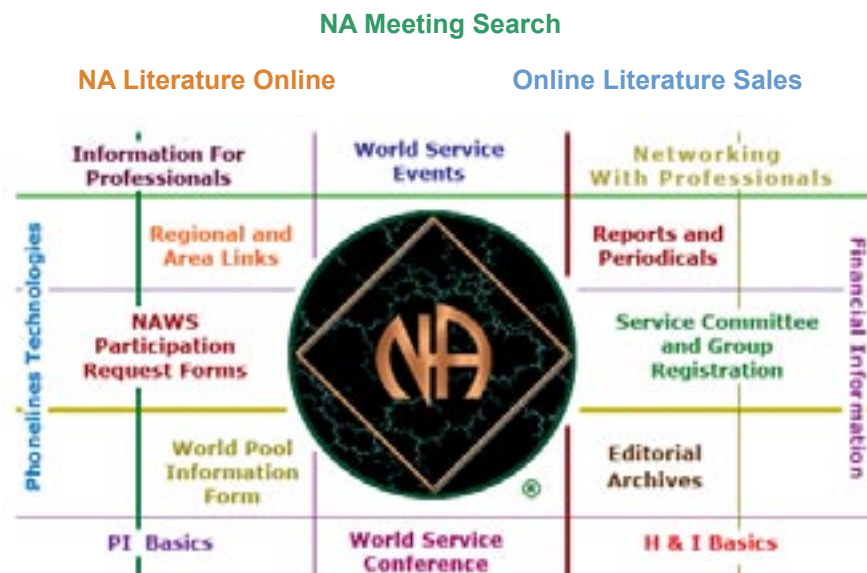 NA Meeting Search
NA Literature Online
Online Literature Sales
Information For
Professionals
World Service
Events
Networking
With Professionals
Phonelines Technologies
Regional and
Area Links
Reports and
Periodicals
Financial Information
NAWS
Participation
Request Forms
NA
Service Committee
and Group
Registration
World Pool
Information
Form
Editorial
Archives
®
PI Basics
World Service
Conference
H & I Basics